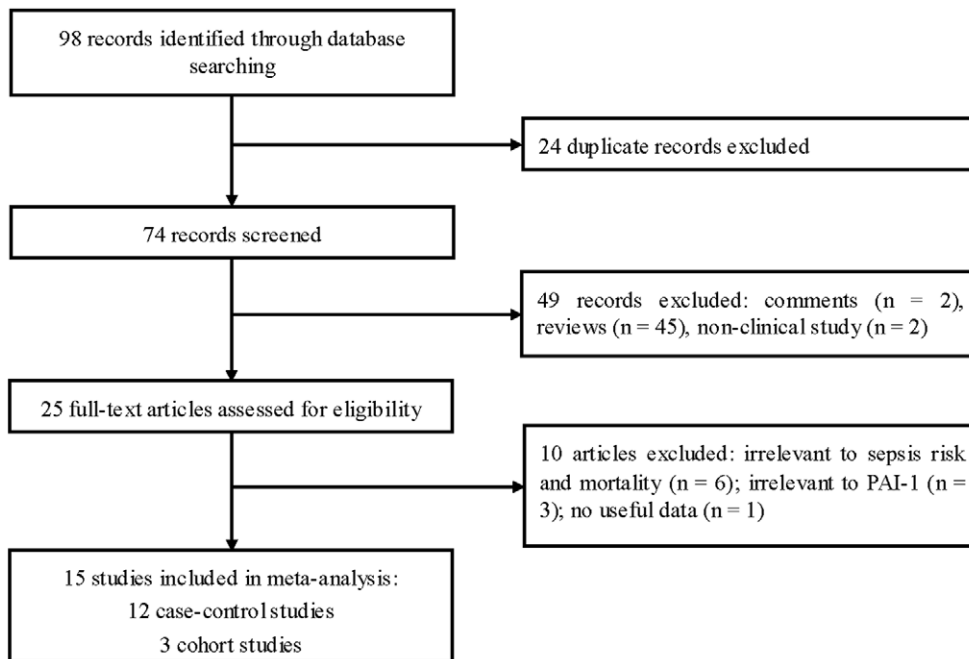 98 records identified through database
searching
24 duplicate records excluded
74 records screened
49 records excluded: comments (n = 2),
reviews (n = 45), non-clinical study (n = 2)
25 full-text articles assessed for eligibility
10 articles excluded: irrelevant to sepsis risk
and mortality (n = 6); irrelevant to PAI-1 (n =
3); no useful data (n = 1)
15 studies included in meta-analysis:
12 case-control studies
3 cohort studies